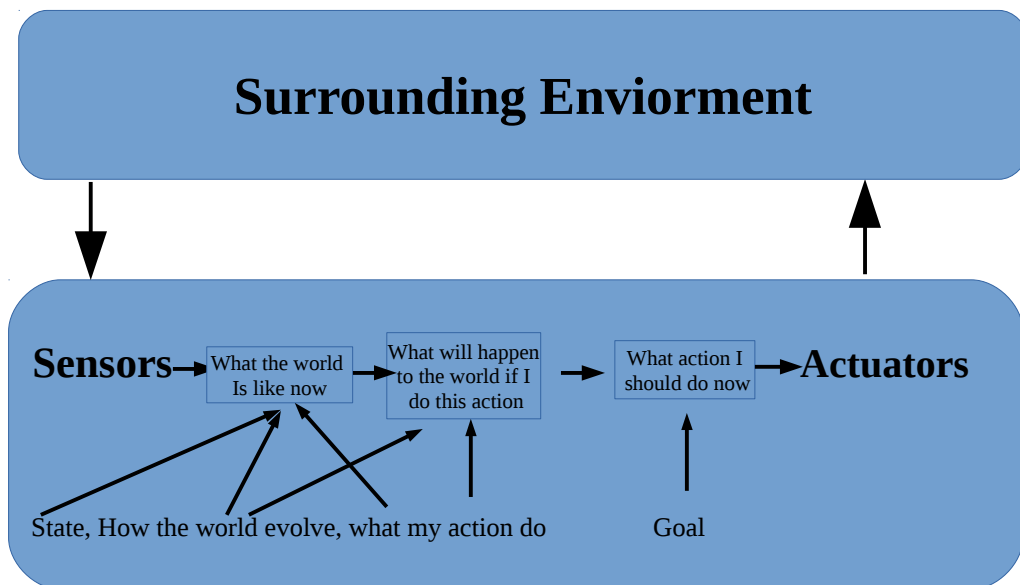 Surrounding Enviorment
Sensors
What the world
Is like now
What will happen
to the world if I
do this action
What action I
should do now
Actuators
State, How the world evolve, what my action do
Goal